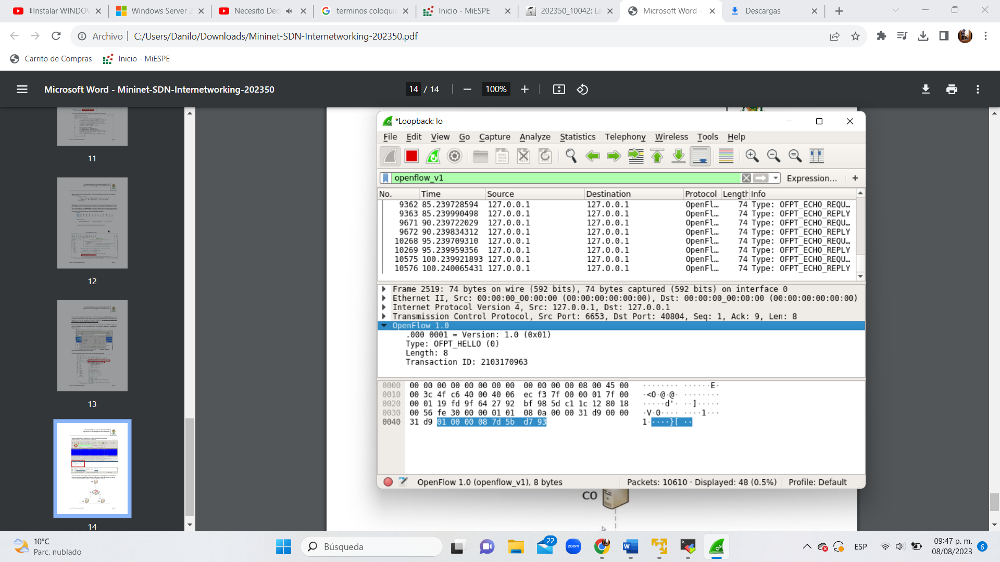 Instalar WINDOW
Windows Server 2
Necesito Dec
terminos coloquia
Inicio - MiESPE
202350_10042: La
Microsoft Word -
Descargas
Archivo
C:/Users/Danilo/Downloads/Mininet-SDN-Internetworking-202350.pdf
Carrito de Compras
Inicio - MiESPE
Microsoft Word - Mininet-SDN-Internetworking-202350
14 / 14
100%
11
12
13
14
*Loopback: lo
File Edit View Go Capture Analyze Statistics Telephony Wireless Tools Help
openflow_v1
Expression... +
No. Time Source Destination Protocol Length Info
9362 85.239728594 127.0.0.1 127.0.0.1 OpenFl… 74 Type: OFPT_ECHO_REQU…
9363 85.239990498 127.0.0.1 127.0.0.1 OpenFl… 74 Type: OFPT_ECHO_REPLY
9671 90.239722029 127.0.0.1 127.0.0.1 OpenFl… 74 Type: OFPT_ECHO_REQU…
9672 90.239834312 127.0.0.1 127.0.0.1 OpenFl… 74 Type: OFPT_ECHO_REPLY
10268 95.239709310 127.0.0.1 127.0.0.1 OpenFl… 74 Type: OFPT_ECHO_REQU…
10269 95.239959356 127.0.0.1 127.0.0.1 OpenFl… 74 Type: OFPT_ECHO_REPLY
10575 100.239921893 127.0.0.1 127.0.0.1 OpenFl… 74 Type: OFPT_ECHO_REQU…
10576 100.240065431 127.0.0.1 127.0.0.1 OpenFl… 74 Type: OFPT_ECHO_REPLY
Frame 2519: 74 bytes on wire (592 bits), 74 bytes captured (592 bits) on interface 0
Ethernet II, Src: 00:00:00_00:00:00 (00:00:00:00:00:00), Dst: 00:00:00_00:00:00 (00:00:00:00:00:00)
Internet Protocol Version 4, Src: 127.0.0.1, Dst: 127.0.0.1
Transmission Control Protocol, Src Port: 6653, Dst Port: 40804, Seq: 1, Ack: 9, Len: 8
OpenFlow 1.0
.000 0001 = Version: 1.0 (0x01)
Type: OFPT_HELLO (0)
Length: 8
Transaction ID: 2103170963
0000 00 00 00 00 00 00 00 00 00 00 00 00 08 00 45 00 ········ ······E·
0010 00 3c 4f c6 40 00 40 06 ec f3 7f 00 00 01 7f 00 ·<O·@·@· ········
0020 00 01 19 fd 9f 64 27 92 bf 98 5d c1 1c 12 80 18 ·····d'· ··]·····
0030 00 56 fe 30 00 00 01 01 08 0a 00 00 31 d9 00 00 ·V·0···· ····1···
0040 31 d9 01 00 00 08 7d 5b d7 93 1·····}[ ··
OpenFlow 1.0 (openflow_v1), 8 bytes
Packets: 10610 · Displayed: 48 (0.5%)
Profile: Default
C0
10°C
Parc. nublado
Búsqueda
22
zoom
ESP
09:47 p. m.
08/08/2023
6